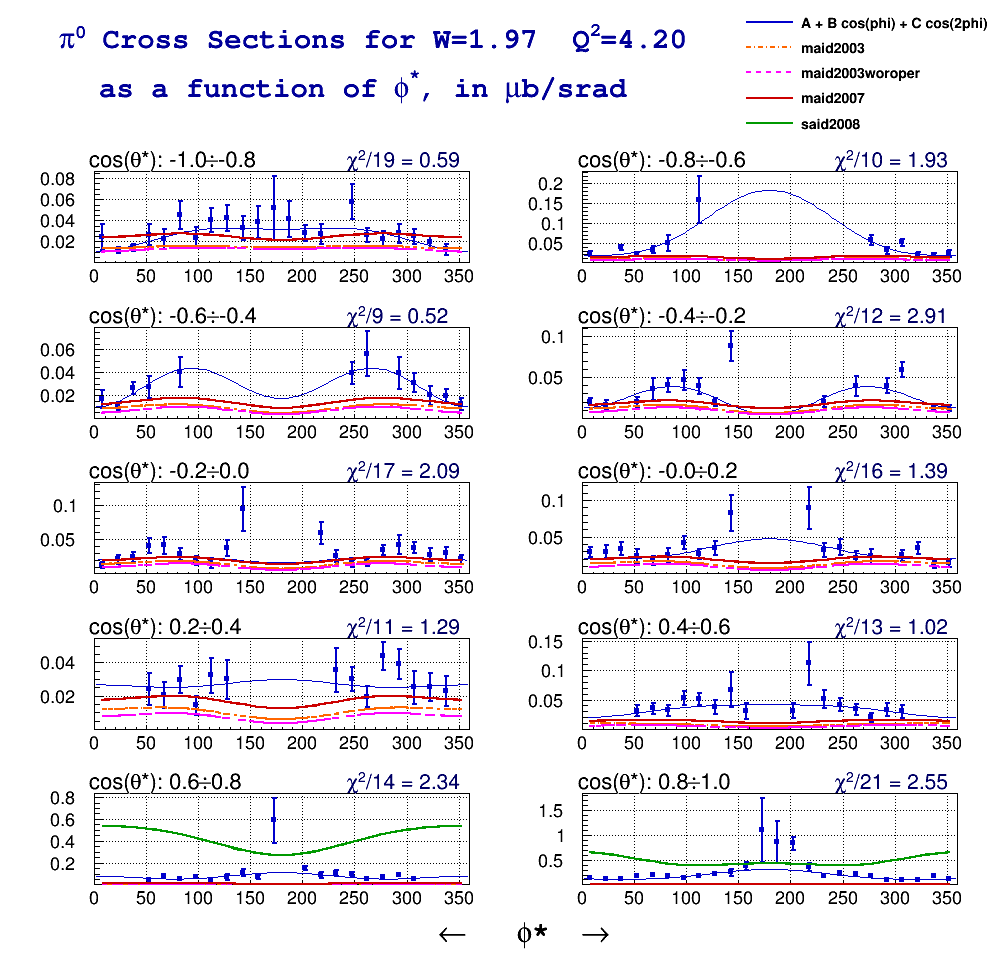 π⁰ Cross Sections for W=1.97 Q²=4.20
as a function of ϕ*, in μb/srad
A + B cos(phi) + C cos(2phi)
maid2003
maid2003woroper
maid2007
said2008
cos(θ*): -1.0÷-0.8 χ²/19 = 0.59
0.08
0.06
0.04
0.02
0 50 100 150 200 250 300 350
cos(θ*): -0.8÷-0.6 χ²/10 = 1.93
0.2
0.15
0.1
0.05
0 50 100 150 200 250 300 350
cos(θ*): -0.6÷-0.4 χ²/9 = 0.52
0.06
0.04
0.02
0 50 100 150 200 250 300 350
cos(θ*): -0.4÷-0.2 χ²/12 = 2.91
0.1
0.05
0 50 100 150 200 250 300 350
cos(θ*): -0.2÷0.0 χ²/17 = 2.09
0.1
0.05
0 50 100 150 200 250 300 350
cos(θ*): -0.0÷0.2 χ²/16 = 1.39
0.1
0.05
0 50 100 150 200 250 300 350
cos(θ*): 0.2÷0.4 χ²/11 = 1.29
0.04
0.02
0 50 100 150 200 250 300 350
cos(θ*): 0.4÷0.6 χ²/13 = 1.02
0.15
0.1
0.05
0 50 100 150 200 250 300 350
cos(θ*): 0.6÷0.8 χ²/14 = 2.34
0.8
0.6
0.4
0.2
0 50 100 150 200 250 300 350
cos(θ*): 0.8÷1.0 χ²/21 = 2.55
1.5
1
0.5
0 50 100 150 200 250 300 350
← ϕ* →